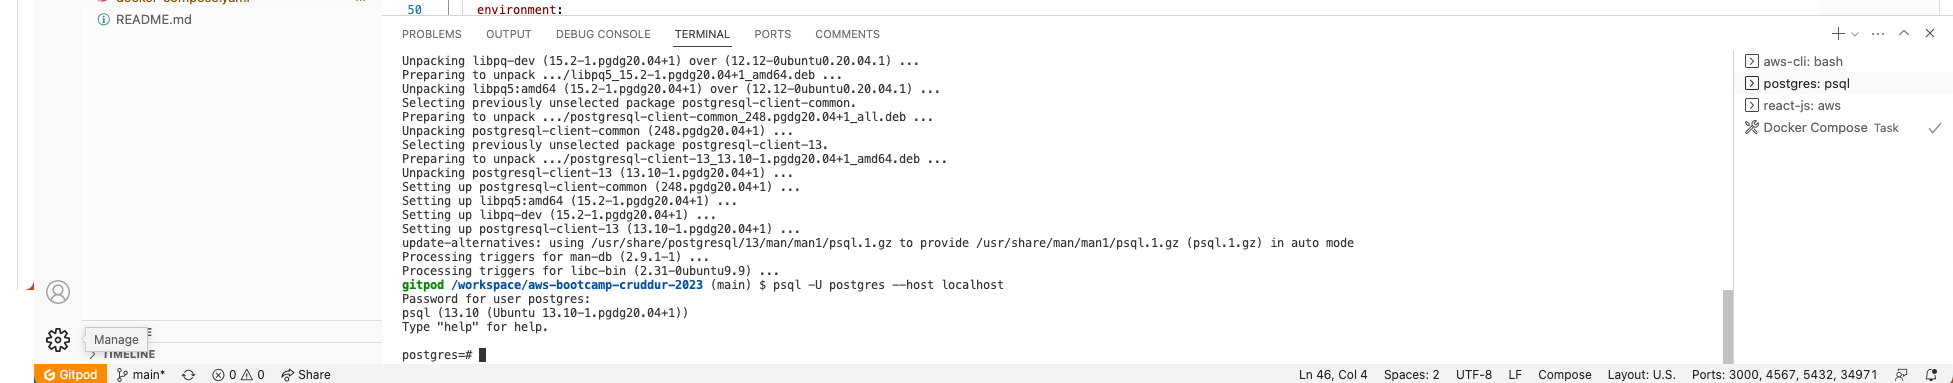 docker-compose.yaml
README.md
50 environment:
PROBLEMS OUTPUT DEBUG CONSOLE TERMINAL PORTS COMMENTS
Unpacking libpq-dev (15.2-1.pgdg20.04+1) over (12.12-0ubuntu0.20.04.1) ...
Preparing to unpack .../libpq5_15.2-1.pgdg20.04+1_amd64.deb ...
Unpacking libpq5:amd64 (15.2-1.pgdg20.04+1) over (12.12-0ubuntu0.20.04.1) ...
Selecting previously unselected package postgresql-client-common.
Preparing to unpack .../postgresql-client-common_248.pgdg20.04+1_all.deb ...
Unpacking postgresql-client-common (248.pgdg20.04+1) ...
Selecting previously unselected package postgresql-client-13.
Preparing to unpack .../postgresql-client-13_13.10-1.pgdg20.04+1_amd64.deb ...
Unpacking postgresql-client-13 (13.10-1.pgdg20.04+1) ...
Setting up postgresql-client-common (248.pgdg20.04+1) ...
Setting up libpq5:amd64 (15.2-1.pgdg20.04+1) ...
Setting up libpq-dev (15.2-1.pgdg20.04+1) ...
Setting up postgresql-client-13 (13.10-1.pgdg20.04+1) ...
update-alternatives: using /usr/share/postgresql/13/man/man1/psql.1.gz to provide /usr/share/man/man1/psql.1.gz (psql.1.gz) in auto mode
Processing triggers for man-db (2.9.1-1) ...
Processing triggers for libc-bin (2.31-0ubuntu9.9) ...
gitpod /workspace/aws-bootcamp-cruddur-2023 (main) $ psql -U postgres --host localhost
Password for user postgres:
psql (13.10 (Ubuntu 13.10-1.pgdg20.04+1))
Type "help" for help.
postgres=#
aws-cli: bash
postgres: psql
react-js: aws
Docker Compose Task
Manage
TIMELINE
Gitpod main* 0 0 Share
Ln 46, Col 4 Spaces: 2 UTF-8 LF Compose Layout: U.S. Ports: 3000, 4567, 5432, 34971